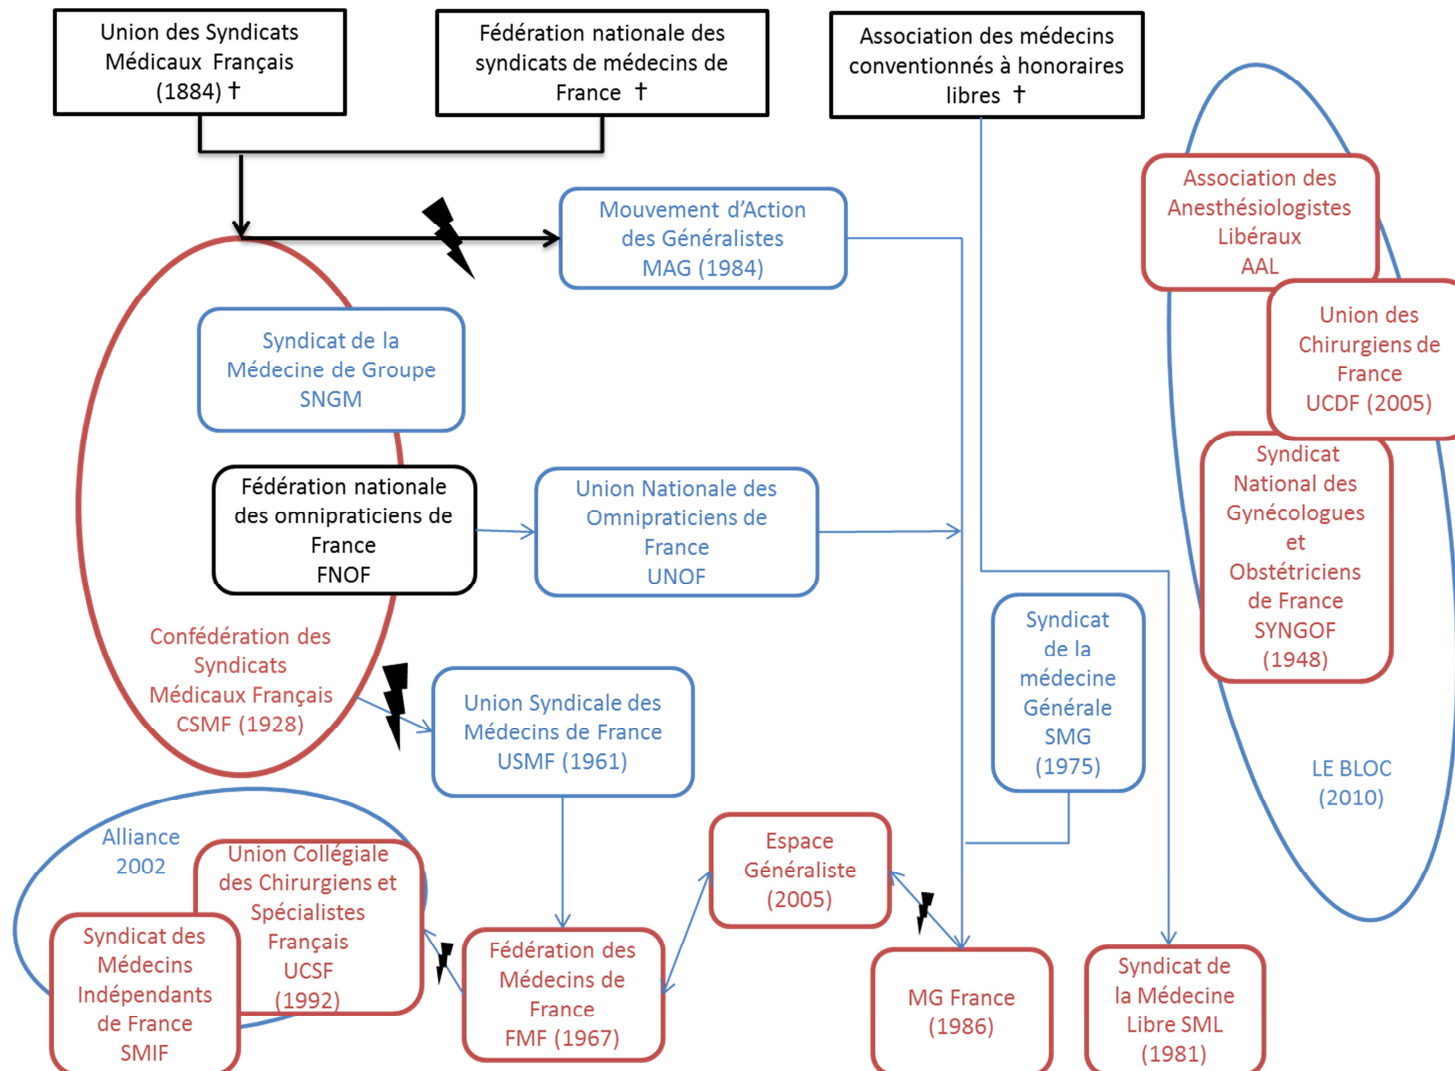 Union des Syndicats
Médicaux Français
(1884) †
Fédération nationale des
syndicats de médecins de
France †
Association des médecins
conventionnés à honoraires
libres †
Mouvement d'Action
des Généralistes
MAG (1984)
Association des
Anesthésiologistes
Libéraux
AAL
Union des
Chirurgiens de
France
UCDF (2005)
Syndicat de la
Médecine de Groupe
SNGM
Fédération nationale
des omnipraticiens de
France
FNOF
Union Nationale des
Omnipraticiens de
France
UNOF
Syndicat
National des
Gynécologues
et
Obstétriciens
de France
SYNGOF
(1948)
Confédération des
Syndicats
Médicaux Français
CSMF (1928)
Union Syndicale des
Médecins de France
USMF (1961)
Syndicat
de la
médecine
Générale
SMG
(1975)
LE BLOC
(2010)
Alliance
2002
Union Collégiale
des Chirurgiens et
Spécialistes
Français
UCSF
(1992)
Syndicat des
Médecins
Indépendants
de France
SMIF
Fédération des
Médecins de
France
FMF (1967)
Espace
Généraliste
(2005)
MG France
(1986)
Syndicat de
la Médecine
Libre SML
(1981)